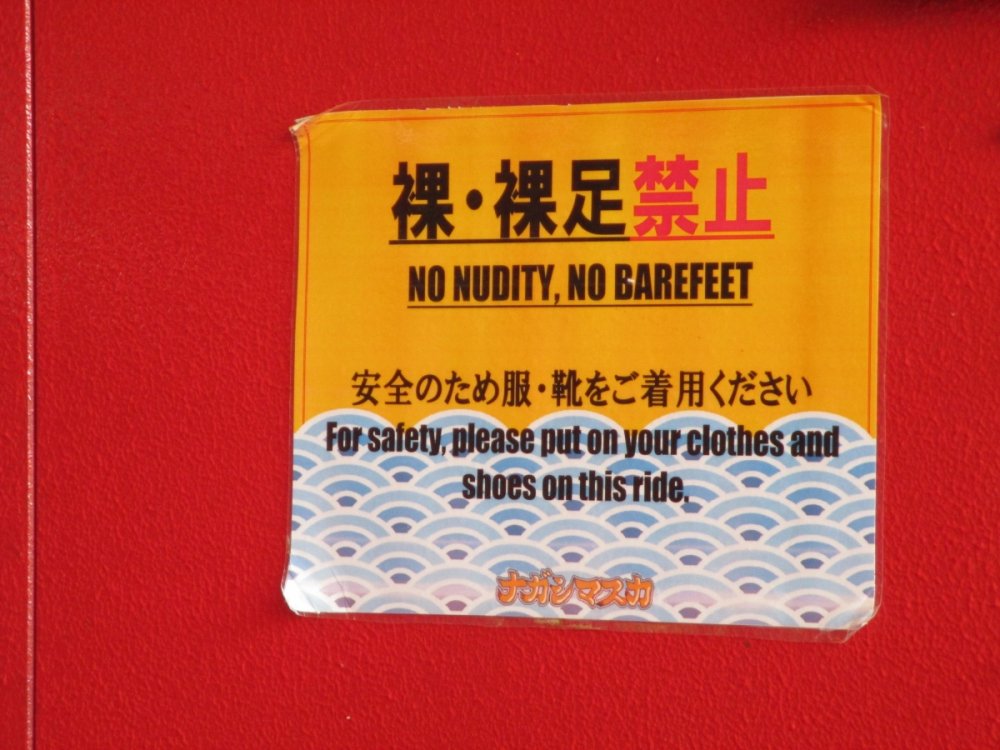 裸・裸足禁止
NO NUDITY, NO BAREFEET
安全のため服・靴をご着用ください
For safety, please put on your clothes and
shoes on this ride.
ナガシマスカ